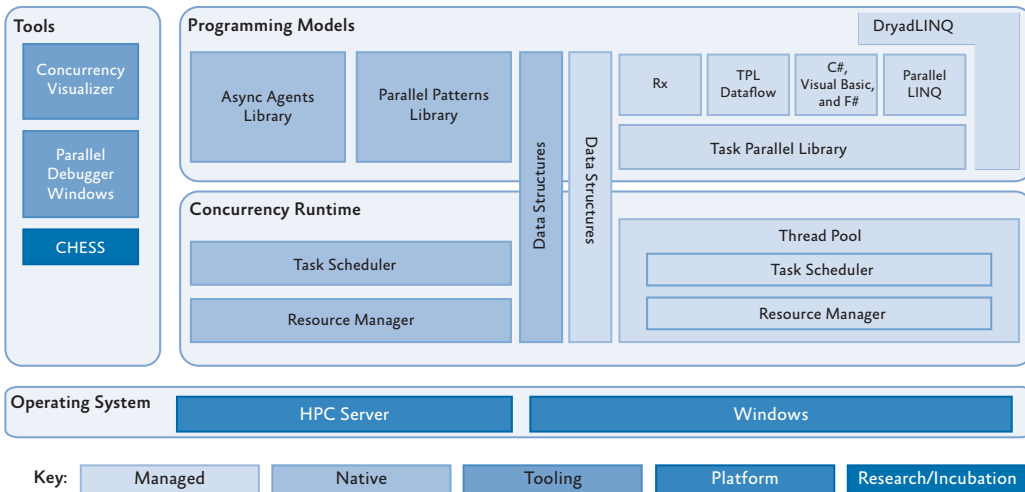 Tools
Concurrency
Visualizer
Parallel
Debugger
Windows
CHESS
Programming Models
Async Agents
Library
Parallel Patterns
Library
Data Structures
Data Structures
DryadLINQ
Rx
TPL
Dataflow
C#,
Visual Basic,
and F#
Parallel
LINQ
Task Parallel Library
Concurrency Runtime
Task Scheduler
Resource Manager
Thread Pool
Task Scheduler
Resource Manager
Operating System
HPC Server
Windows
Key:
Managed
Native
Tooling
Platform
Research/Incubation